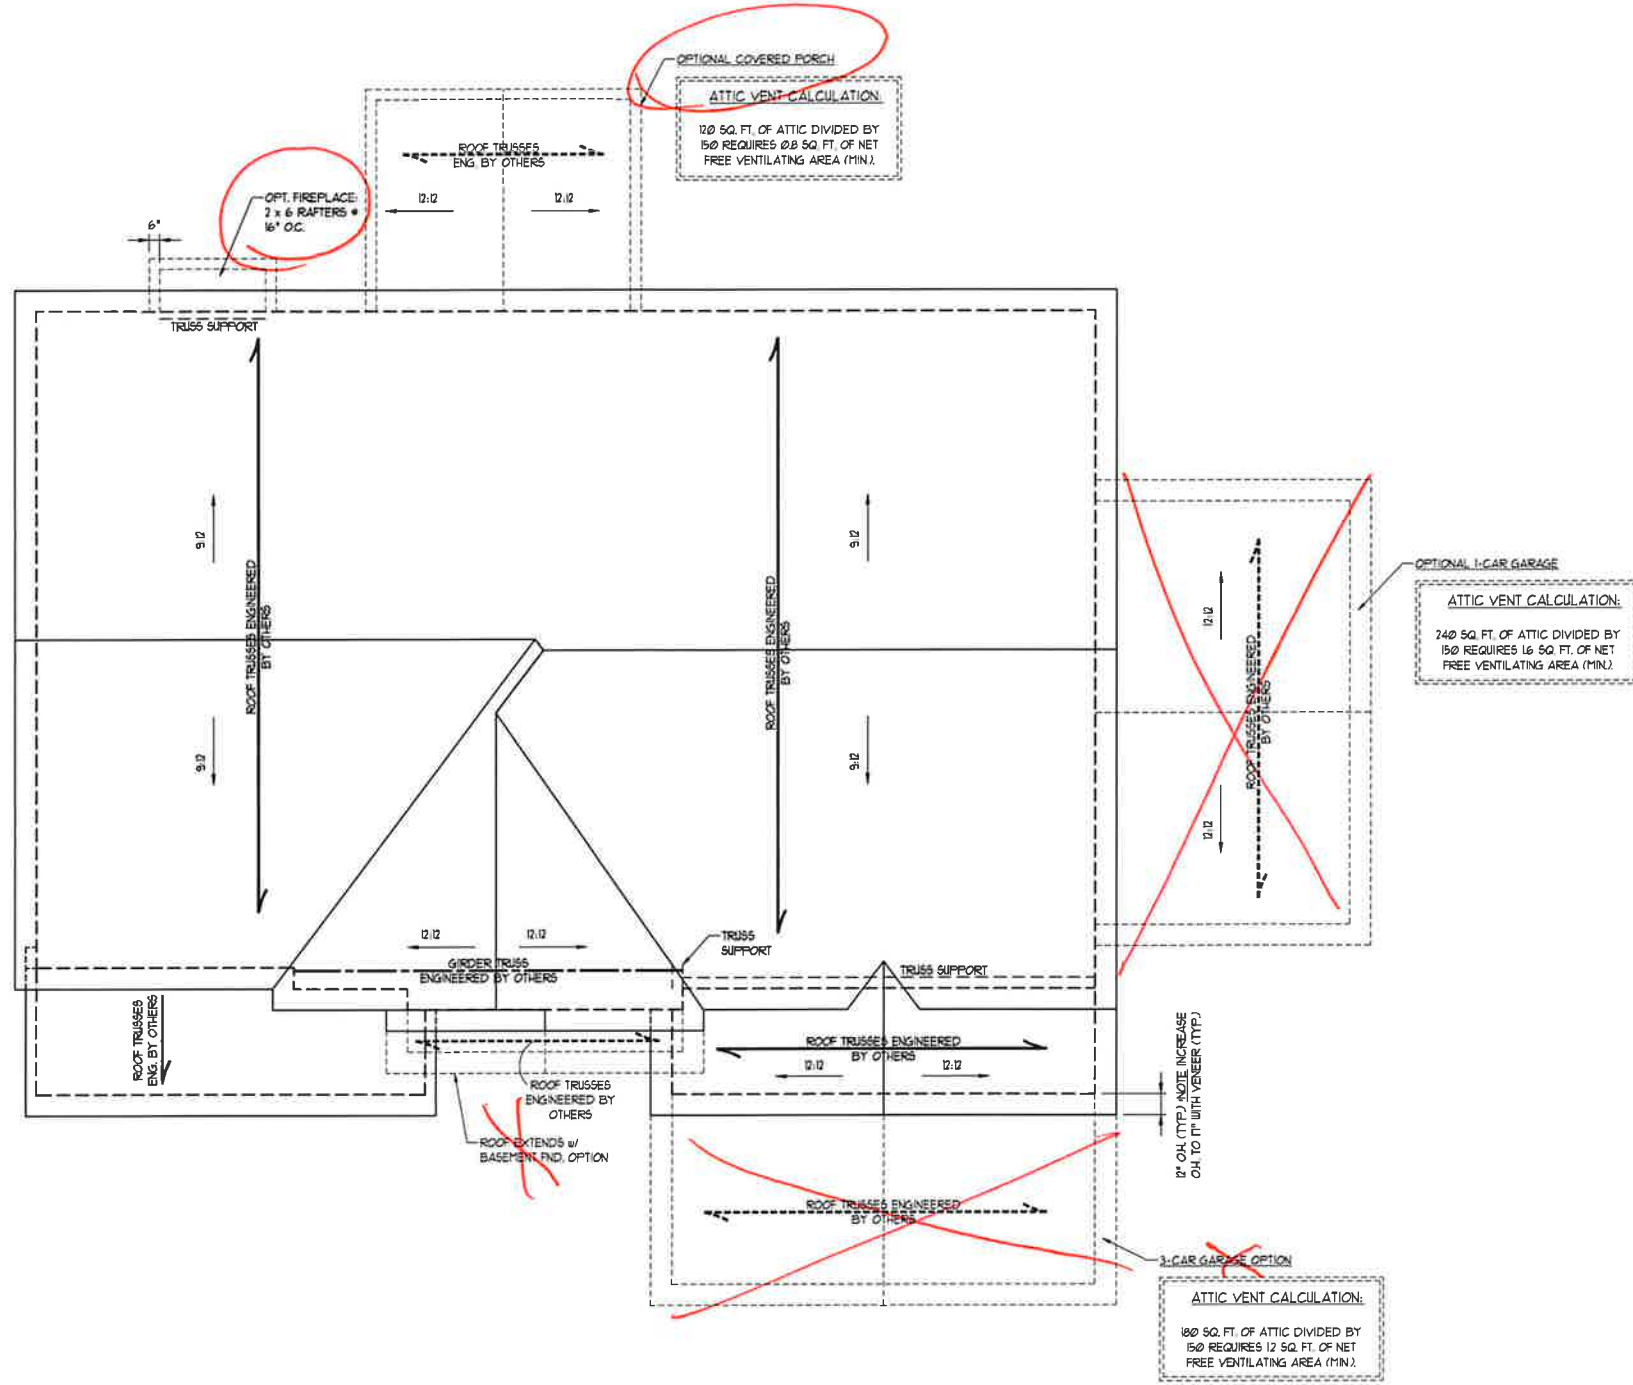 OPTIONAL COVERED PORCH
ATTIC VENT CALCULATION:
120 SQ. FT. OF ATTIC DIVIDED BY
150 REQUIRES 0.8 SQ. FT. OF NET
FREE VENTILATING AREA (MIN.).
ROOF TRUSSES
ENG. BY OTHERS
12:12
12:12
OPT. FIREPLACE:
2 x 6 RAFTERS @
16" O.C.
6"
TRUSS SUPPORT
9:12
9:12
ROOF TRUSSES ENGINEERED
BY OTHERS
ROOF TRUSSES ENGINEERED
BY OTHERS
9:12
9:12
OPTIONAL 1-CAR GARAGE
ATTIC VENT CALCULATION:
240 SQ. FT. OF ATTIC DIVIDED BY
150 REQUIRES 1.6 SQ. FT. OF NET
FREE VENTILATING AREA (MIN.).
12:12
ROOF TRUSSES ENGINEERED
BY OTHERS
12:12
12:12
12:12
GIRDER TRUSS
ENGINEERED BY OTHERS
TRUSS
SUPPORT
TRUSS SUPPORT
ROOF TRUSSES
ENG. BY OTHERS
ROOF TRUSSES ENGINEERED
BY OTHERS
12:12
12:12
ROOF TRUSSES
ENGINEERED BY
OTHERS
ROOF EXTENDS w/
BASEMENT FND. OPTION
12" O.H. (TYP.) NOTE: INCREASE
O.H. TO 17" WITH VENEER (TYP.)
ROOF TRUSSES ENGINEERED
BY OTHERS
3-CAR GARAGE OPTION
ATTIC VENT CALCULATION:
180 SQ. FT. OF ATTIC DIVIDED BY
150 REQUIRES 1.2 SQ. FT. OF NET
FREE VENTILATING AREA (MIN.).